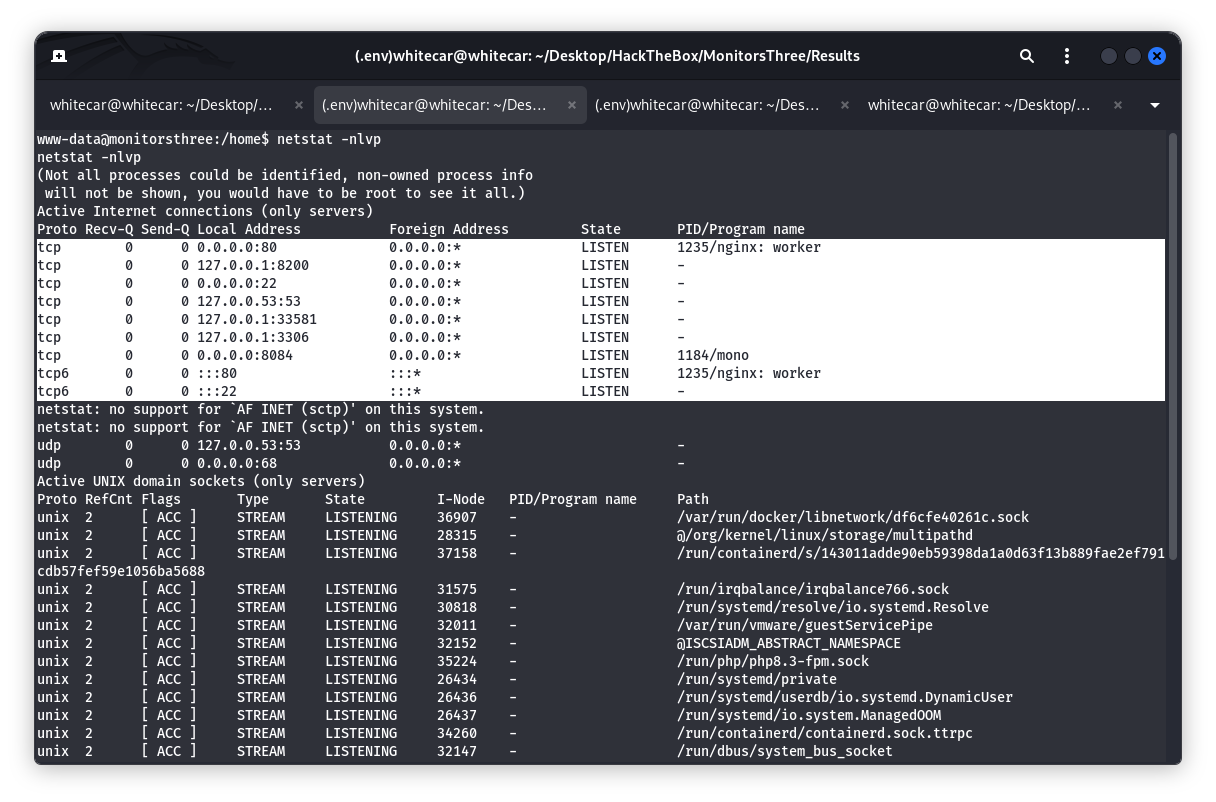 (.env)whitecar@whitecar: ~/Desktop/HackTheBox/MonitorsThree/Results
whitecar@whitecar: ~/Desktop/... × (.env)whitecar@whitecar: ~/Des... × (.env)whitecar@whitecar: ~/Des... × whitecar@whitecar: ~/Desktop/... ×
www-data@monitorsthree:/home$ netstat -nlvp
netstat -nlvp
(Not all processes could be identified, non-owned process info
 will not be shown, you would have to be root to see it all.)
Active Internet connections (only servers)
Proto Recv-Q Send-Q Local Address           Foreign Address         State       PID/Program name
tcp        0      0 0.0.0.0:80              0.0.0.0:*               LISTEN      1235/nginx: worker
tcp        0      0 127.0.0.1:8200          0.0.0.0:*               LISTEN      -
tcp        0      0 0.0.0.0:22              0.0.0.0:*               LISTEN      -
tcp        0      0 127.0.0.53:53           0.0.0.0:*               LISTEN      -
tcp        0      0 127.0.0.1:33581         0.0.0.0:*               LISTEN      -
tcp        0      0 127.0.0.1:3306          0.0.0.0:*               LISTEN      -
tcp        0      0 0.0.0.0:8084            0.0.0.0:*               LISTEN      1184/mono
tcp6       0      0 :::80                   :::*                    LISTEN      1235/nginx: worker
tcp6       0      0 :::22                   :::*                    LISTEN      -
netstat: no support for `AF INET (sctp)' on this system.
netstat: no support for `AF INET (sctp)' on this system.
udp        0      0 127.0.0.53:53           0.0.0.0:*                           -
udp        0      0 0.0.0.0:68              0.0.0.0:*                           -
Active UNIX domain sockets (only servers)
Proto RefCnt Flags       Type       State         I-Node   PID/Program name     Path
unix  2      [ ACC ]     STREAM     LISTENING     36907    -                    /var/run/docker/libnetwork/df6cfe40261c.sock
unix  2      [ ACC ]     STREAM     LISTENING     28315    -                    @/org/kernel/linux/storage/multipathd
unix  2      [ ACC ]     STREAM     LISTENING     37158    -                    /run/containerd/s/143011adde90eb59398da1a0d63f13b889fae2ef791
cdb57fef59e1056ba5688
unix  2      [ ACC ]     STREAM     LISTENING     31575    -                    /run/irqbalance/irqbalance766.sock
unix  2      [ ACC ]     STREAM     LISTENING     30818    -                    /run/systemd/resolve/io.systemd.Resolve
unix  2      [ ACC ]     STREAM     LISTENING     32011    -                    /var/run/vmware/guestServicePipe
unix  2      [ ACC ]     STREAM     LISTENING     32152    -                    @ISCSIADM_ABSTRACT_NAMESPACE
unix  2      [ ACC ]     STREAM     LISTENING     35224    -                    /run/php/php8.3-fpm.sock
unix  2      [ ACC ]     STREAM     LISTENING     26434    -                    /run/systemd/private
unix  2      [ ACC ]     STREAM     LISTENING     26436    -                    /run/systemd/userdb/io.systemd.DynamicUser
unix  2      [ ACC ]     STREAM     LISTENING     26437    -                    /run/systemd/io.system.ManagedOOM
unix  2      [ ACC ]     STREAM     LISTENING     34260    -                    /run/containerd/containerd.sock.ttrpc
unix  2      [ ACC ]     STREAM     LISTENING     32147    -                    /run/dbus/system_bus_socket